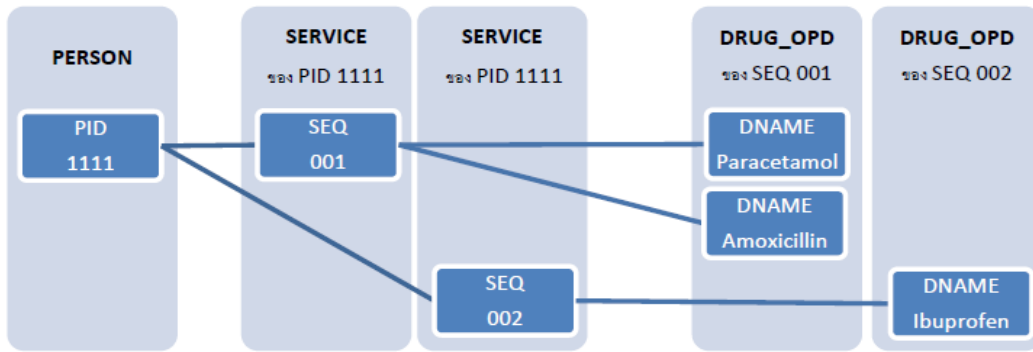 PERSON
PID
1111
SERVICE
ของ PID 1111
SEQ
001
SERVICE
ของ PID 1111
SEQ
002
DRUG_OPD
ของ SEQ 001
DNAME
Paracetamol
DNAME
Amoxicillin
DRUG_OPD
ของ SEQ 002
DNAME
Ibuprofen